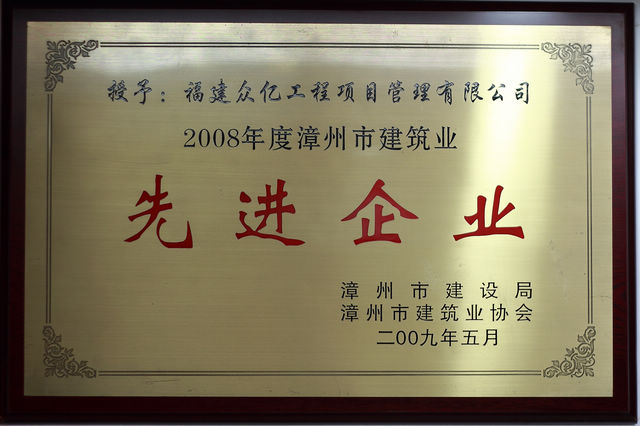 授予：福建众亿工程项目管理有限公司
2008年度漳州市建筑业
先进企业
漳州市建设局
漳州市建筑业协会
二00九年五月